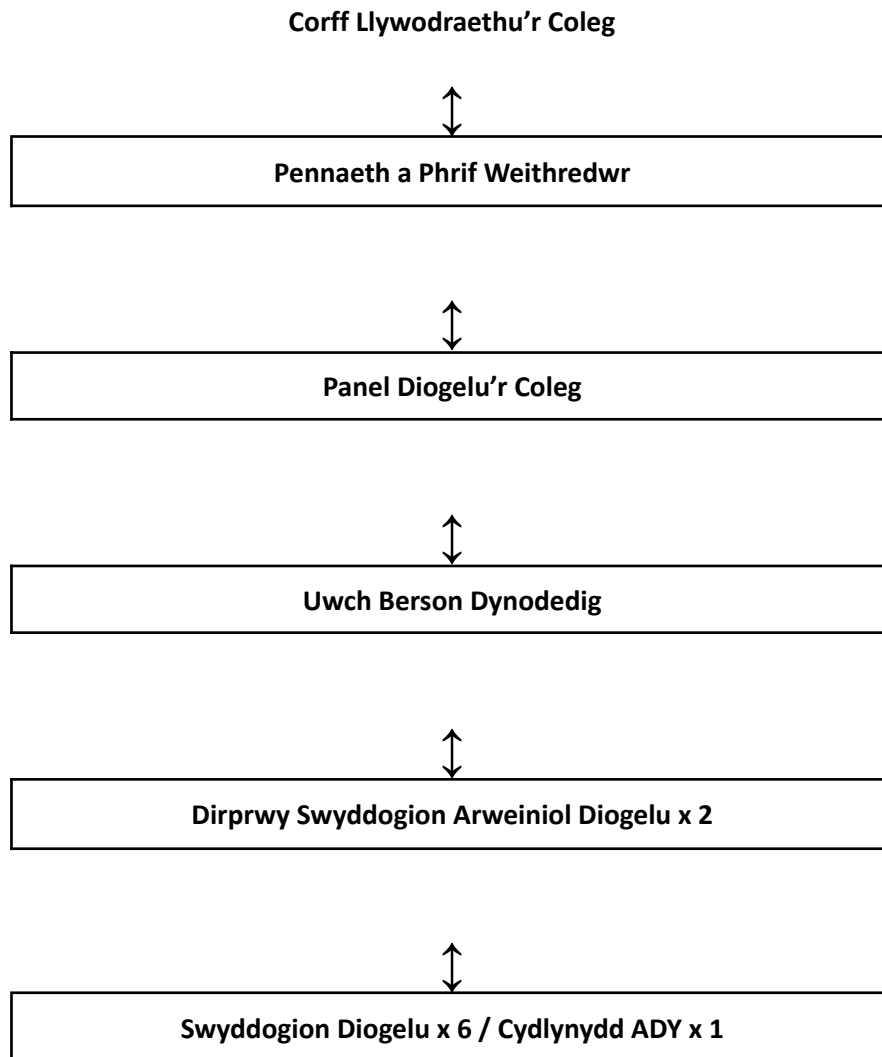 Corff Llywodraethu’r Coleg
Pennaeth a Phrif Weithredwr
Panel Diogelu’r Coleg
Uwch Berson Dynodedig
Dirprwy Swyddogion Arweiniol Diogelu x 2
Swyddogion Diogelu x 6 / Cydlynydd ADY x 1